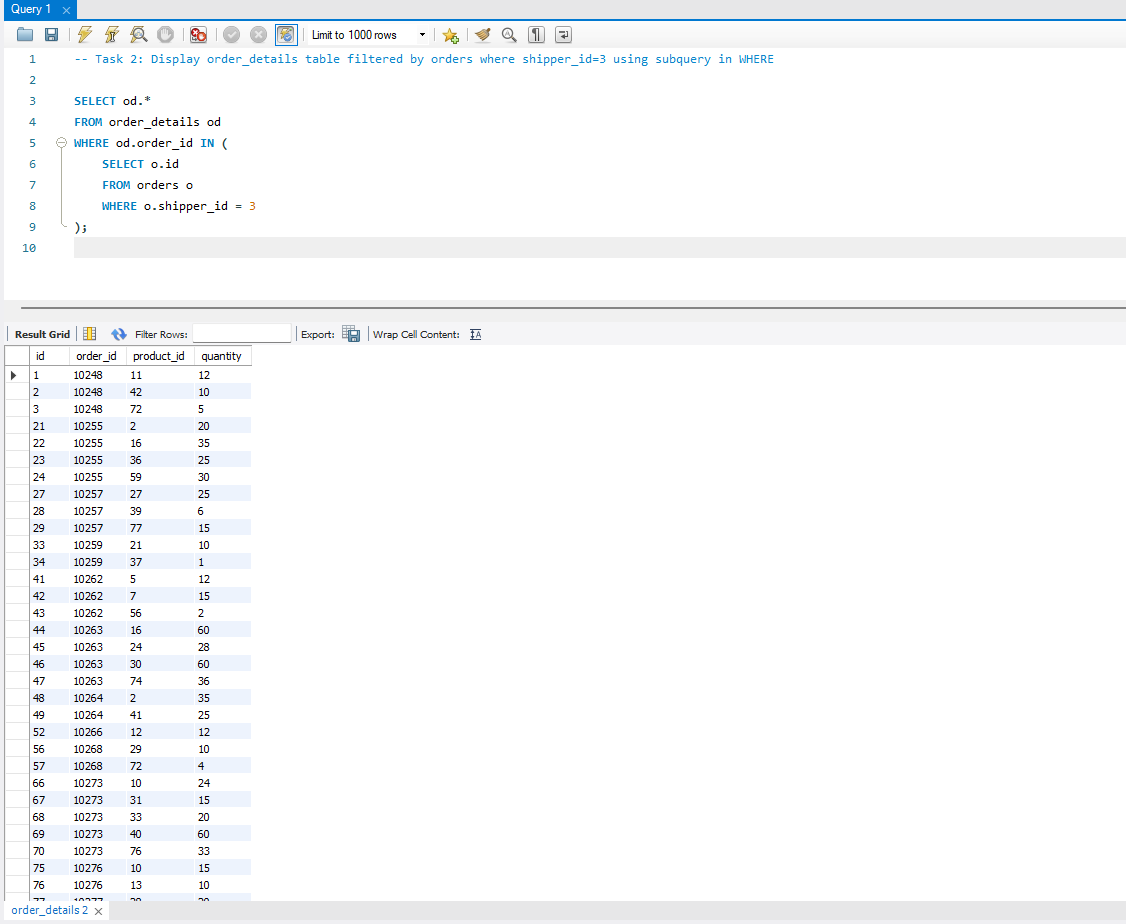 Query 1
Limit to 1000 rows
1 -- Task 2: Display order_details table filtered by orders where shipper_id=3 using subquery in WHERE
2
3 SELECT od.*
4 FROM order_details od
5 WHERE od.order_id IN (
6 SELECT o.id
7 FROM orders o
8 WHERE o.shipper_id = 3
9 );
10
Result Grid Filter Rows: Export: Wrap Cell Content:
id order_id product_id quantity
1 10248 11 12
2 10248 42 10
3 10248 72 5
21 10255 2 20
22 10255 16 35
23 10255 36 25
24 10255 59 30
27 10257 27 25
28 10257 39 6
29 10257 77 15
33 10259 21 10
34 10259 37 1
41 10262 5 12
42 10262 7 15
43 10262 56 2
44 10263 16 60
45 10263 24 28
46 10263 30 60
47 10263 74 36
48 10264 2 35
49 10264 41 25
52 10266 12 12
56 10268 29 10
57 10268 72 4
66 10273 10 24
67 10273 31 15
68 10273 33 20
69 10273 40 60
70 10273 76 33
75 10276 10 15
76 10276 13 10
order_details 2